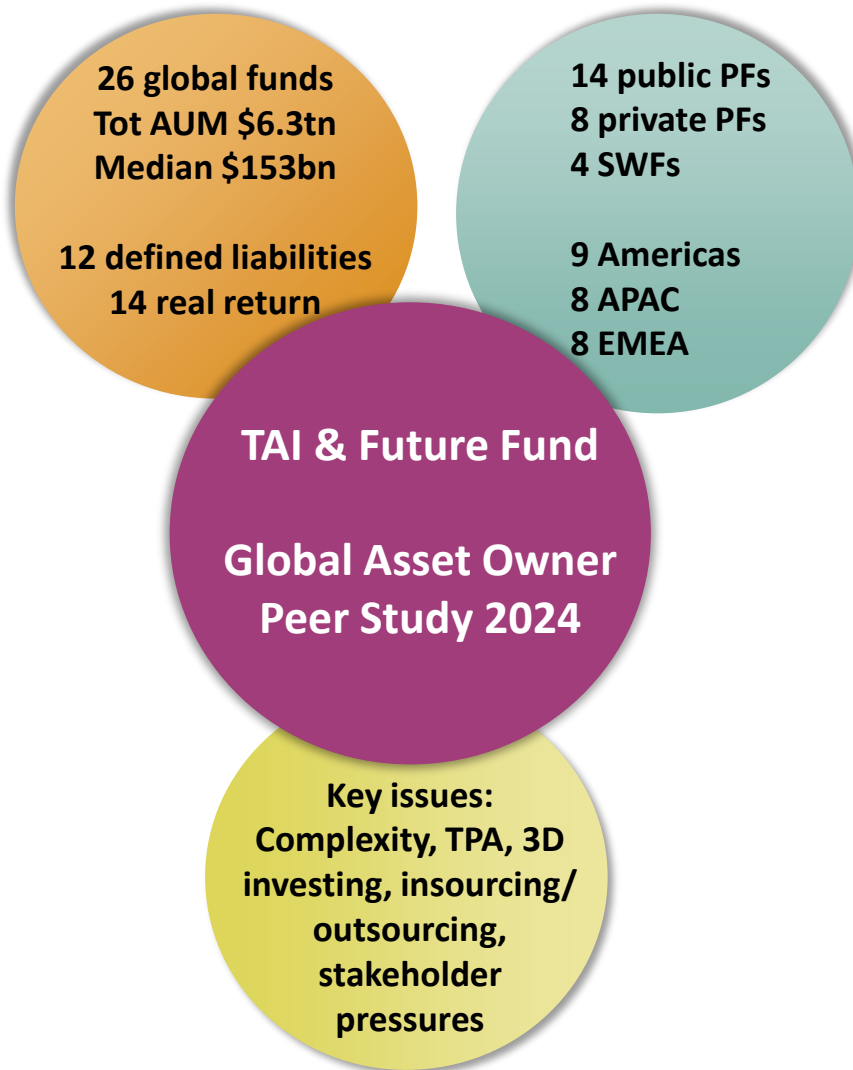 26 global funds
Tot AUM $6.3tn
Median $153bn
12 defined liabilities
14 real return
14 public PFs
8 private PFs
4 SWFs
9 Americas
8 APAC
8 EMEA
TAI & Future Fund
Global Asset Owner
Peer Study 2024
Key issues:
Complexity, TPA, 3D
investing, insourcing/
outsourcing,
stakeholder
pressures